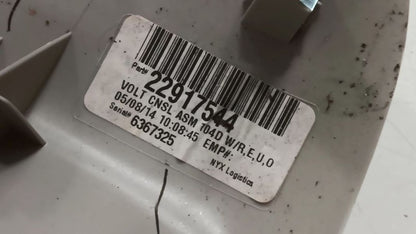 Part# 22917544
VOLT CNSL ASM 104D W/R,E,U,0
05/08/14 10:08:45 EMP#:
Serial# 6367325
NYX Logistics